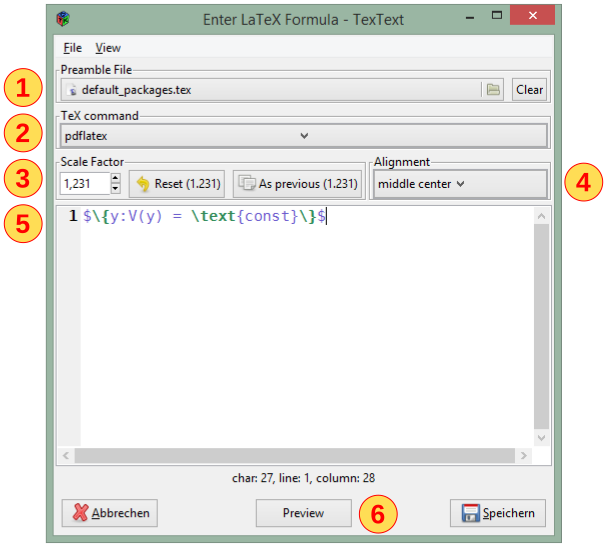 Enter LaTeX Formula - TexText
File View
Preamble File
1 default_packages.tex Clear
TeX command
2 pdflatex
Scale Factor Alignment
3 1,231 Reset (1.231) As previous (1.231) middle center 4
5 1 $\{y:V(y) = \text{const}\}$
char: 27, line: 1, column: 28
Abbrechen Preview 6 Speichern